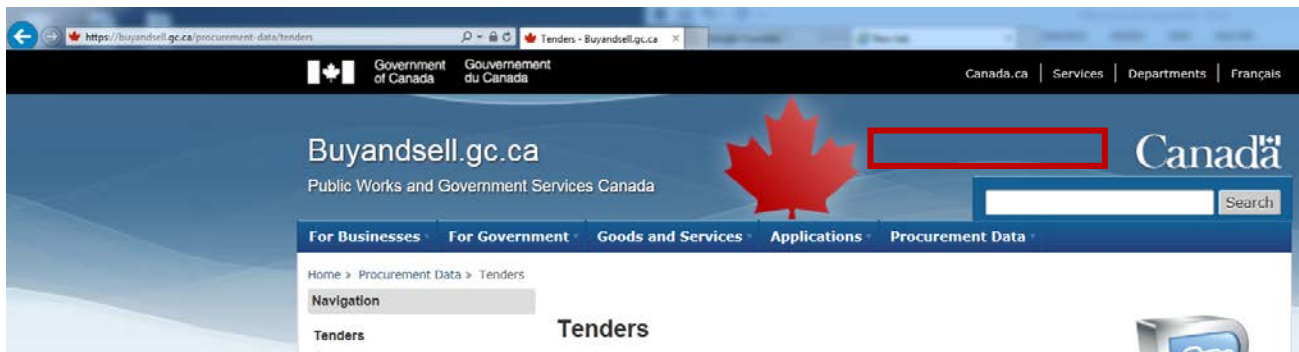 https://buyandsell.gc.ca/procurement-data/tenders
Tenders - Buyandsell.gc.ca
Government of Canada
Gouvernement du Canada
Canada.ca Services Departments Français
Buyandsell.gc.ca
Public Works and Government Services Canada
Canada
Search
For Businesses For Government Goods and Services Applications Procurement Data
Home » Procurement Data » Tenders
Navigation
Tenders
Tenders